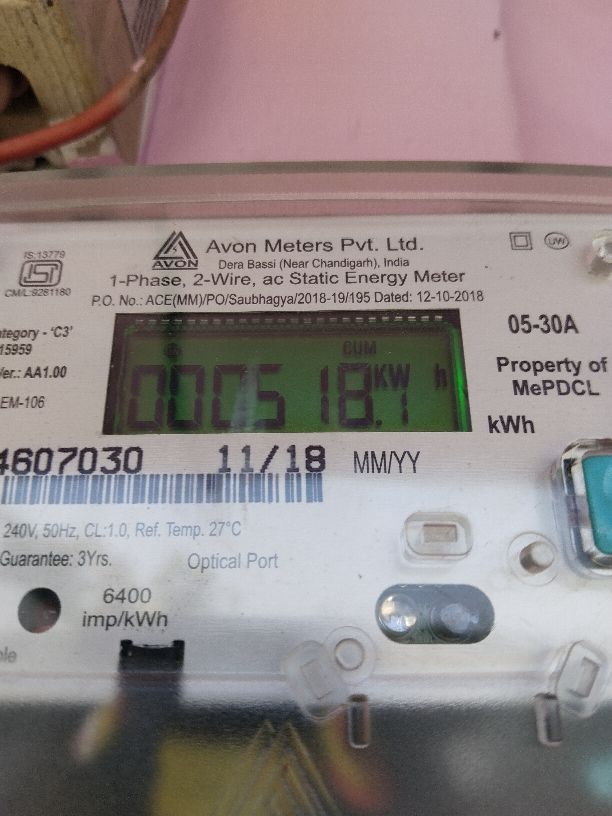 Avon Meters Pvt. Ltd.
IS:13779
AVON
Dera Bassi (Near Chandigarh), India
UW
CM/L:9281180
1-Phase, 2-Wire, ac Static Energy Meter
P.O. No.: ACE(MM)/PO/Saubhagya/2018-19/195 Dated: 12-10-2018
ategory - 'C3'
15959
05-30A
CUM
Ver.: AA1.00
000518.1 KW h
Property of
MePDCL
EM-106
kWh
4607030 11/18 MM/YY
240V, 50Hz, CL:1.0, Ref. Temp. 27°C
Guarantee: 3Yrs. Optical Port
6400
imp/kWh